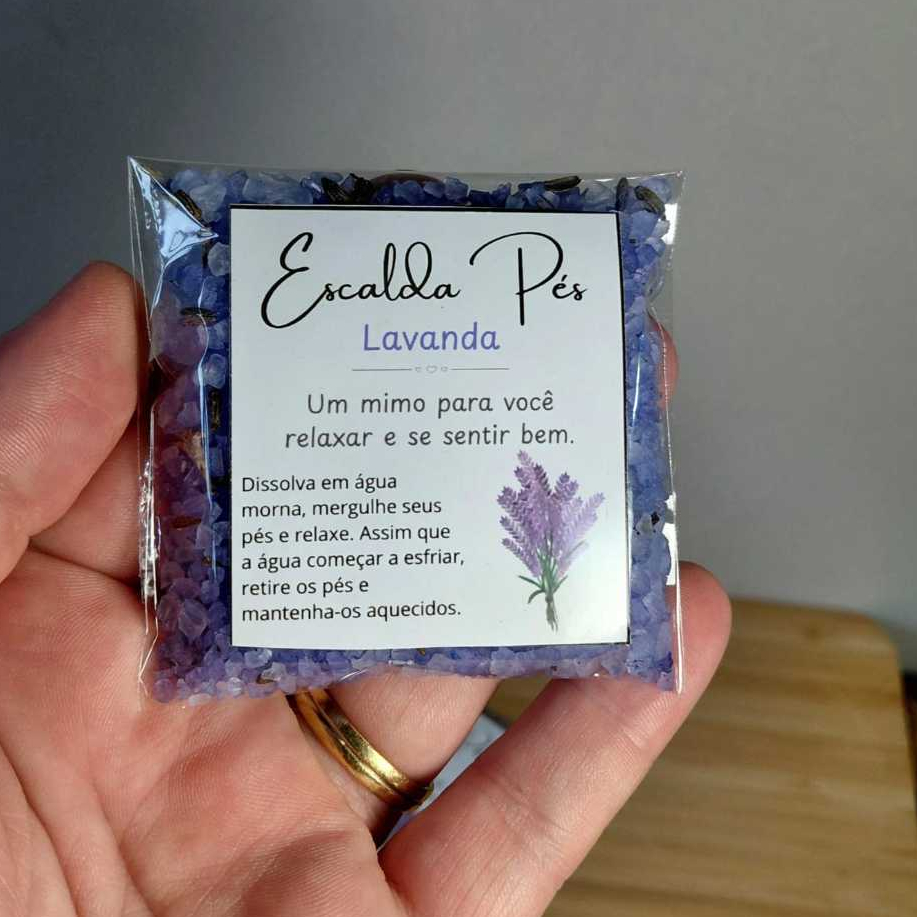 Escalda Pés
Lavanda
Um mimo para você
relaxar e se sentir bem.
Dissolva em água
morna, mergulhe seus
pés e relaxe. Assim que
a água começar a esfriar,
retire os pés e
mantenha-os aquecidos.